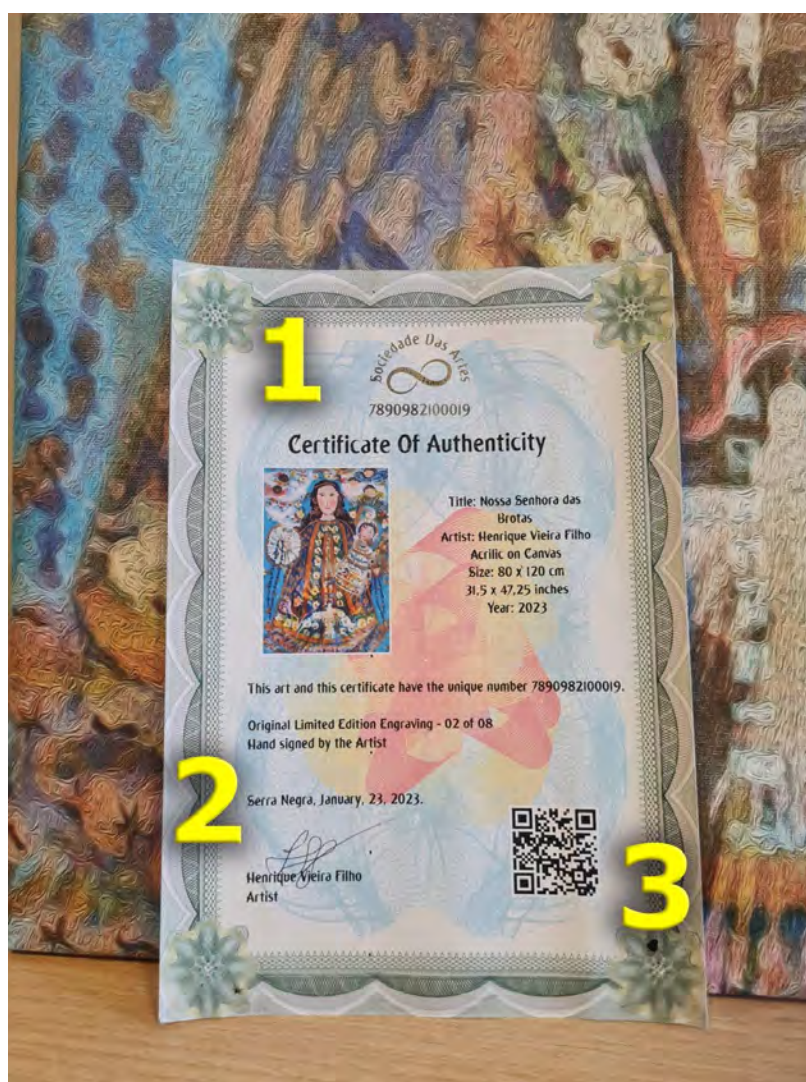 1
Sociedade Das Artes
7890982100019
Certificate Of Authenticity
Title: Nossa Senhora das
Brotas
Artist: Henrique Vieira Filho
Acrilic on Canvas
Size: 80 x 120 cm
31,5 x 47,25 inches
Year: 2023
This art and this certificate have the unique number 7890982100019.
Original Limited Edition Engraving - 02 of 08
Hand signed by the Artist
2
Serra Negra, January, 23, 2023.
Henrique Vieira Filho
Artist
3